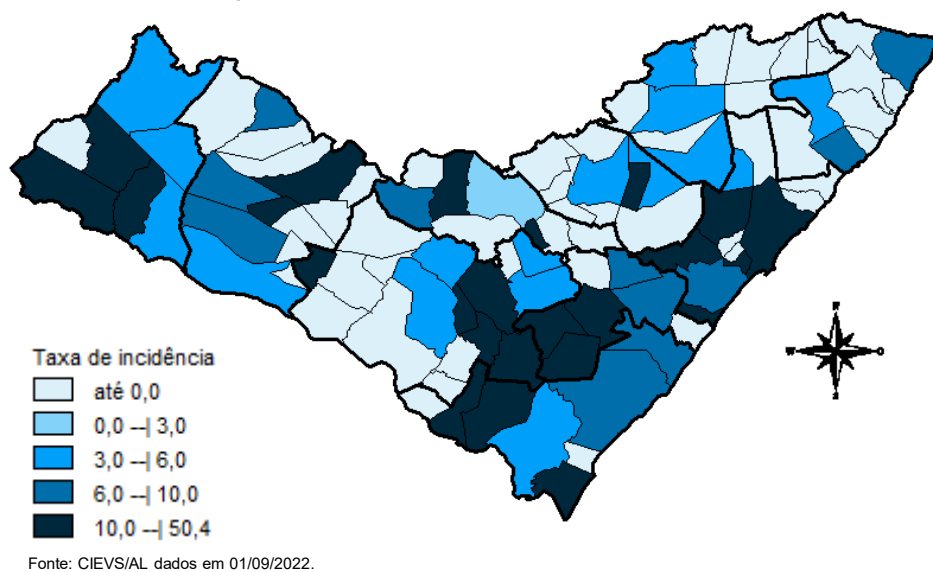 Taxa de incidência
até 0,0
0,0 --| 3,0
3,0 --| 6,0
6,0 --| 10,0
10,0 --| 50,4
Fonte: CIEVS/AL dados em 01/09/2022.